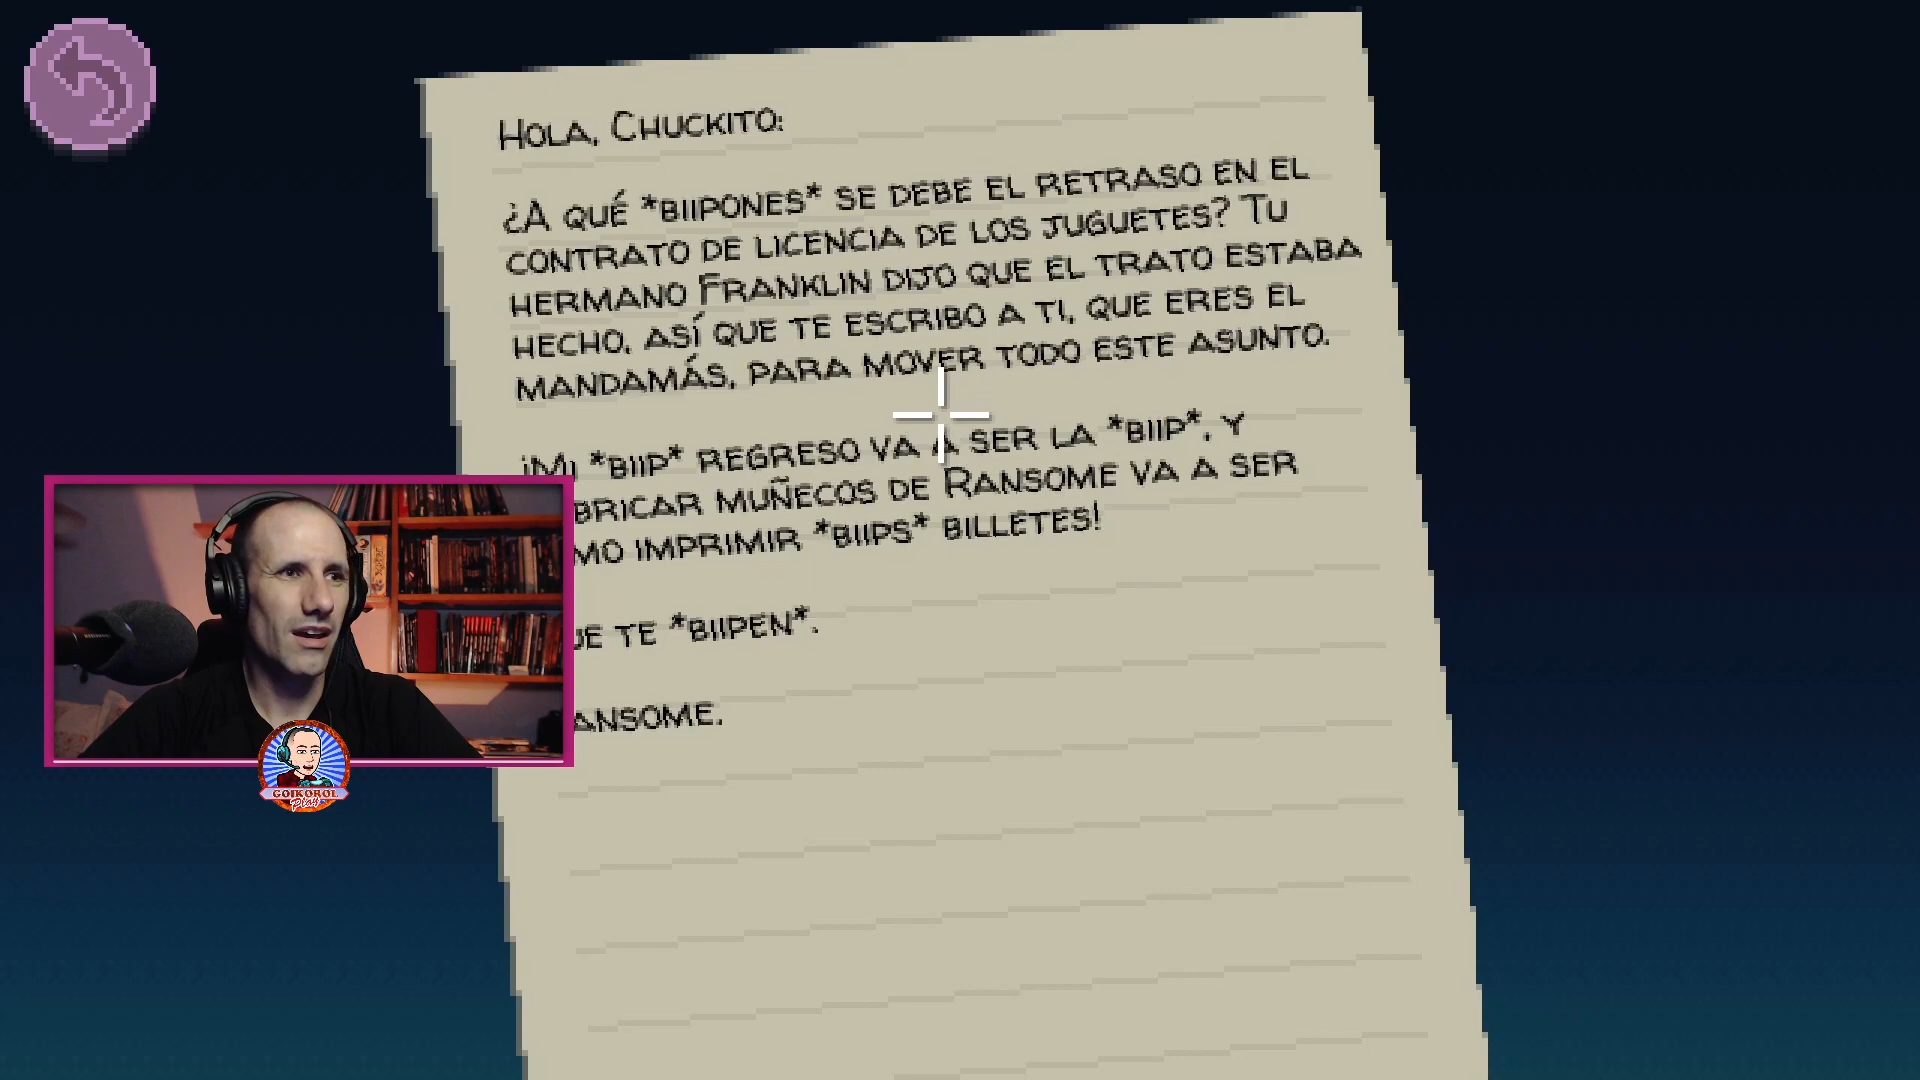 Hola, Chuckito:
¿A qué *biipones* se debe el retraso en el
contrato de licencia de los juguetes? Tu
hermano Franklin dijo que el trato estaba
hecho, así que te escribo a ti, que eres el
mandamás, para mover todo este asunto.
¡Mi *biip* regreso va a ser la *biip*, y
bricar muñecos de Ransome va a ser
mo imprimir *biips* billetes!
ue te *biipen*.
ansome.
GOIKOROL
Play